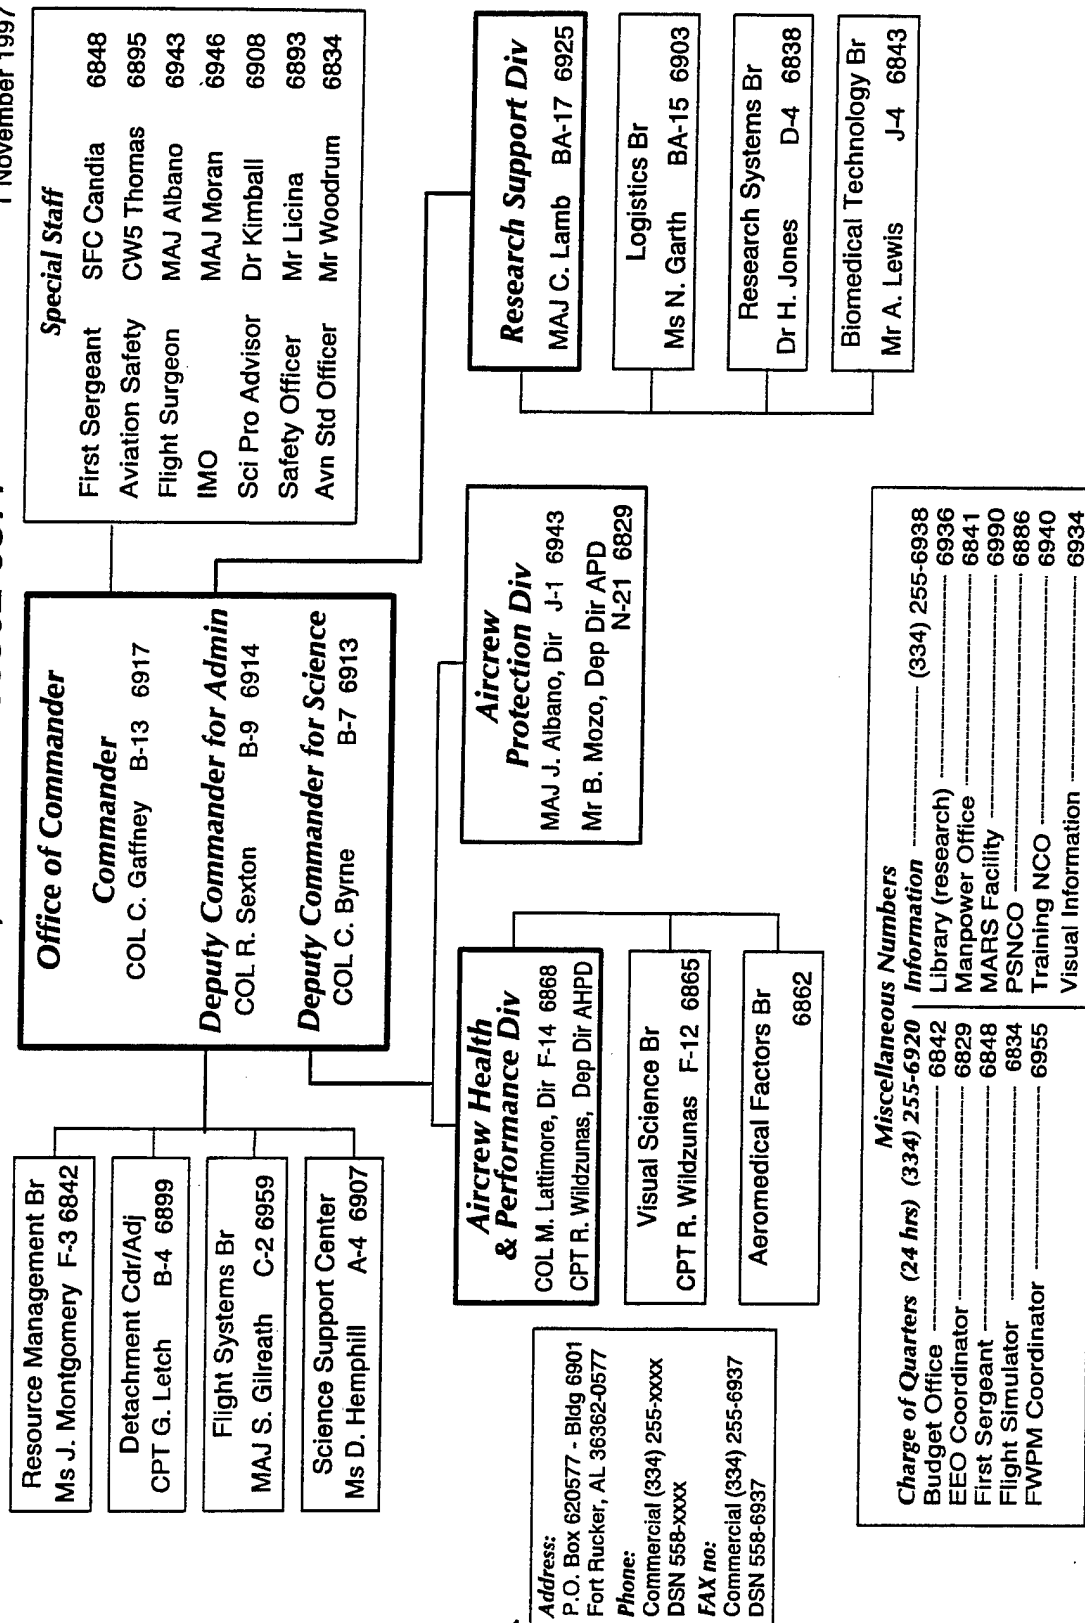 1 November 1997
Office of Commander
Commander
COL C. Gaffney B-13 6917
Deputy Commander for Admin
COL R. Sexton B-9 6914
Deputy Commander for Science
COL C. Byrne B-7 6913
Special Staff
First Sergeant SFC Candia 6848
Aviation Safety CW5 Thomas 6895
Flight Surgeon MAJ Albano 6943
IMO MAJ Moran 6946
Sci Pro Advisor Dr Kimball 6908
Safety Officer Mr Licina 6893
Avn Std Officer Mr Woodrum 6834
Resource Management Br
Ms J. Montgomery F-3 6842
Detachment Cdr/Adj
CPT G. Letch B-4 6899
Flight Systems Br
MAJ S. Gilreath C-2 6959
Science Support Center
Ms D. Hemphill A-4 6907
Aircrew Health
& Performance Div
COL M. Lattimore, Dir F-14 6868
CPT R. Wildzunas, Dep Dir AHPD
Visual Science Br
CPT R. Wildzunas F-12 6865
Aeromedical Factors Br
6862
Aircrew
Protection Div
MAJ J. Albano, Dir J-1 6943
Mr B. Mozo, Dep Dir APD
N-21 6829
Research Support Div
MAJ C. Lamb BA-17 6925
Logistics Br
Ms N. Garth BA-15 6903
Research Systems Br
Dr H. Jones D-4 6838
Biomedical Technology Br
Mr A. Lewis J-4 6843
Address:
P.O. Box 620577 - Bldg 6901
Fort Rucker, AL 36362-0577
Phone:
Commercial (334) 255-xxxx
DSN 558-xxxx
FAX no:
Commercial (334) 255-6937
DSN 558-6937
Miscellaneous Numbers
Charge of Quarters (24 hrs) (334) 255-6920
Budget Office ---------- 6842
EEO Coordinator ---------- 6829
First Sergeant ---------- 6848
Flight Simulator ---------- 6834
FWPM Coordinator ---------- 6955
Information ---------- (334) 255-6938
Library (research) ---------- 6936
Manpower Office ---------- 6841
MARS Facility ---------- 6990
PSNCO ---------- 6886
Training NCO ---------- 6940
Visual Information ---------- 6934